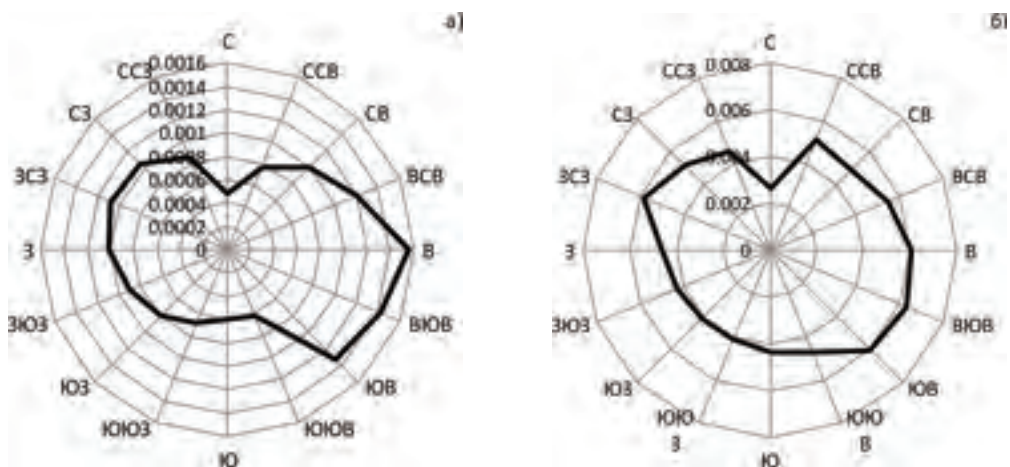 а)
С
ССВ
СВ
ВСВ
В
ВЮВ
ЮВ
ЮЮВ
Ю
ЮЮЗ
ЮЗ
ЗЮЗ
З
ЗСЗ
СЗ
ССЗ
0.0016
0.0014
0.0012
0.001
0.0008
0.0006
0.0004
0.0002
0
б)
С
ССВ
СВ
ВСВ
В
ВЮВ
ЮВ
ЮЮ
В
Ю
ЮЮ
З
ЮЗ
ЗЮЗ
З
ЗСЗ
СЗ
ССЗ
0.008
0.006
0.004
0.002
0